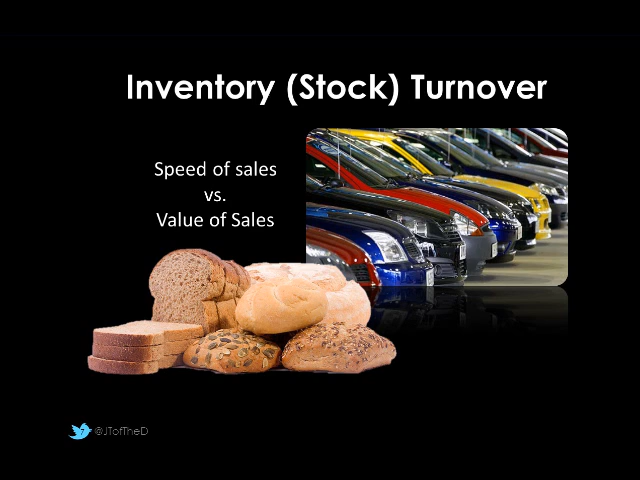 Inventory (Stock) Turnover
Speed of sales
vs.
Value of Sales
@JTofTheD